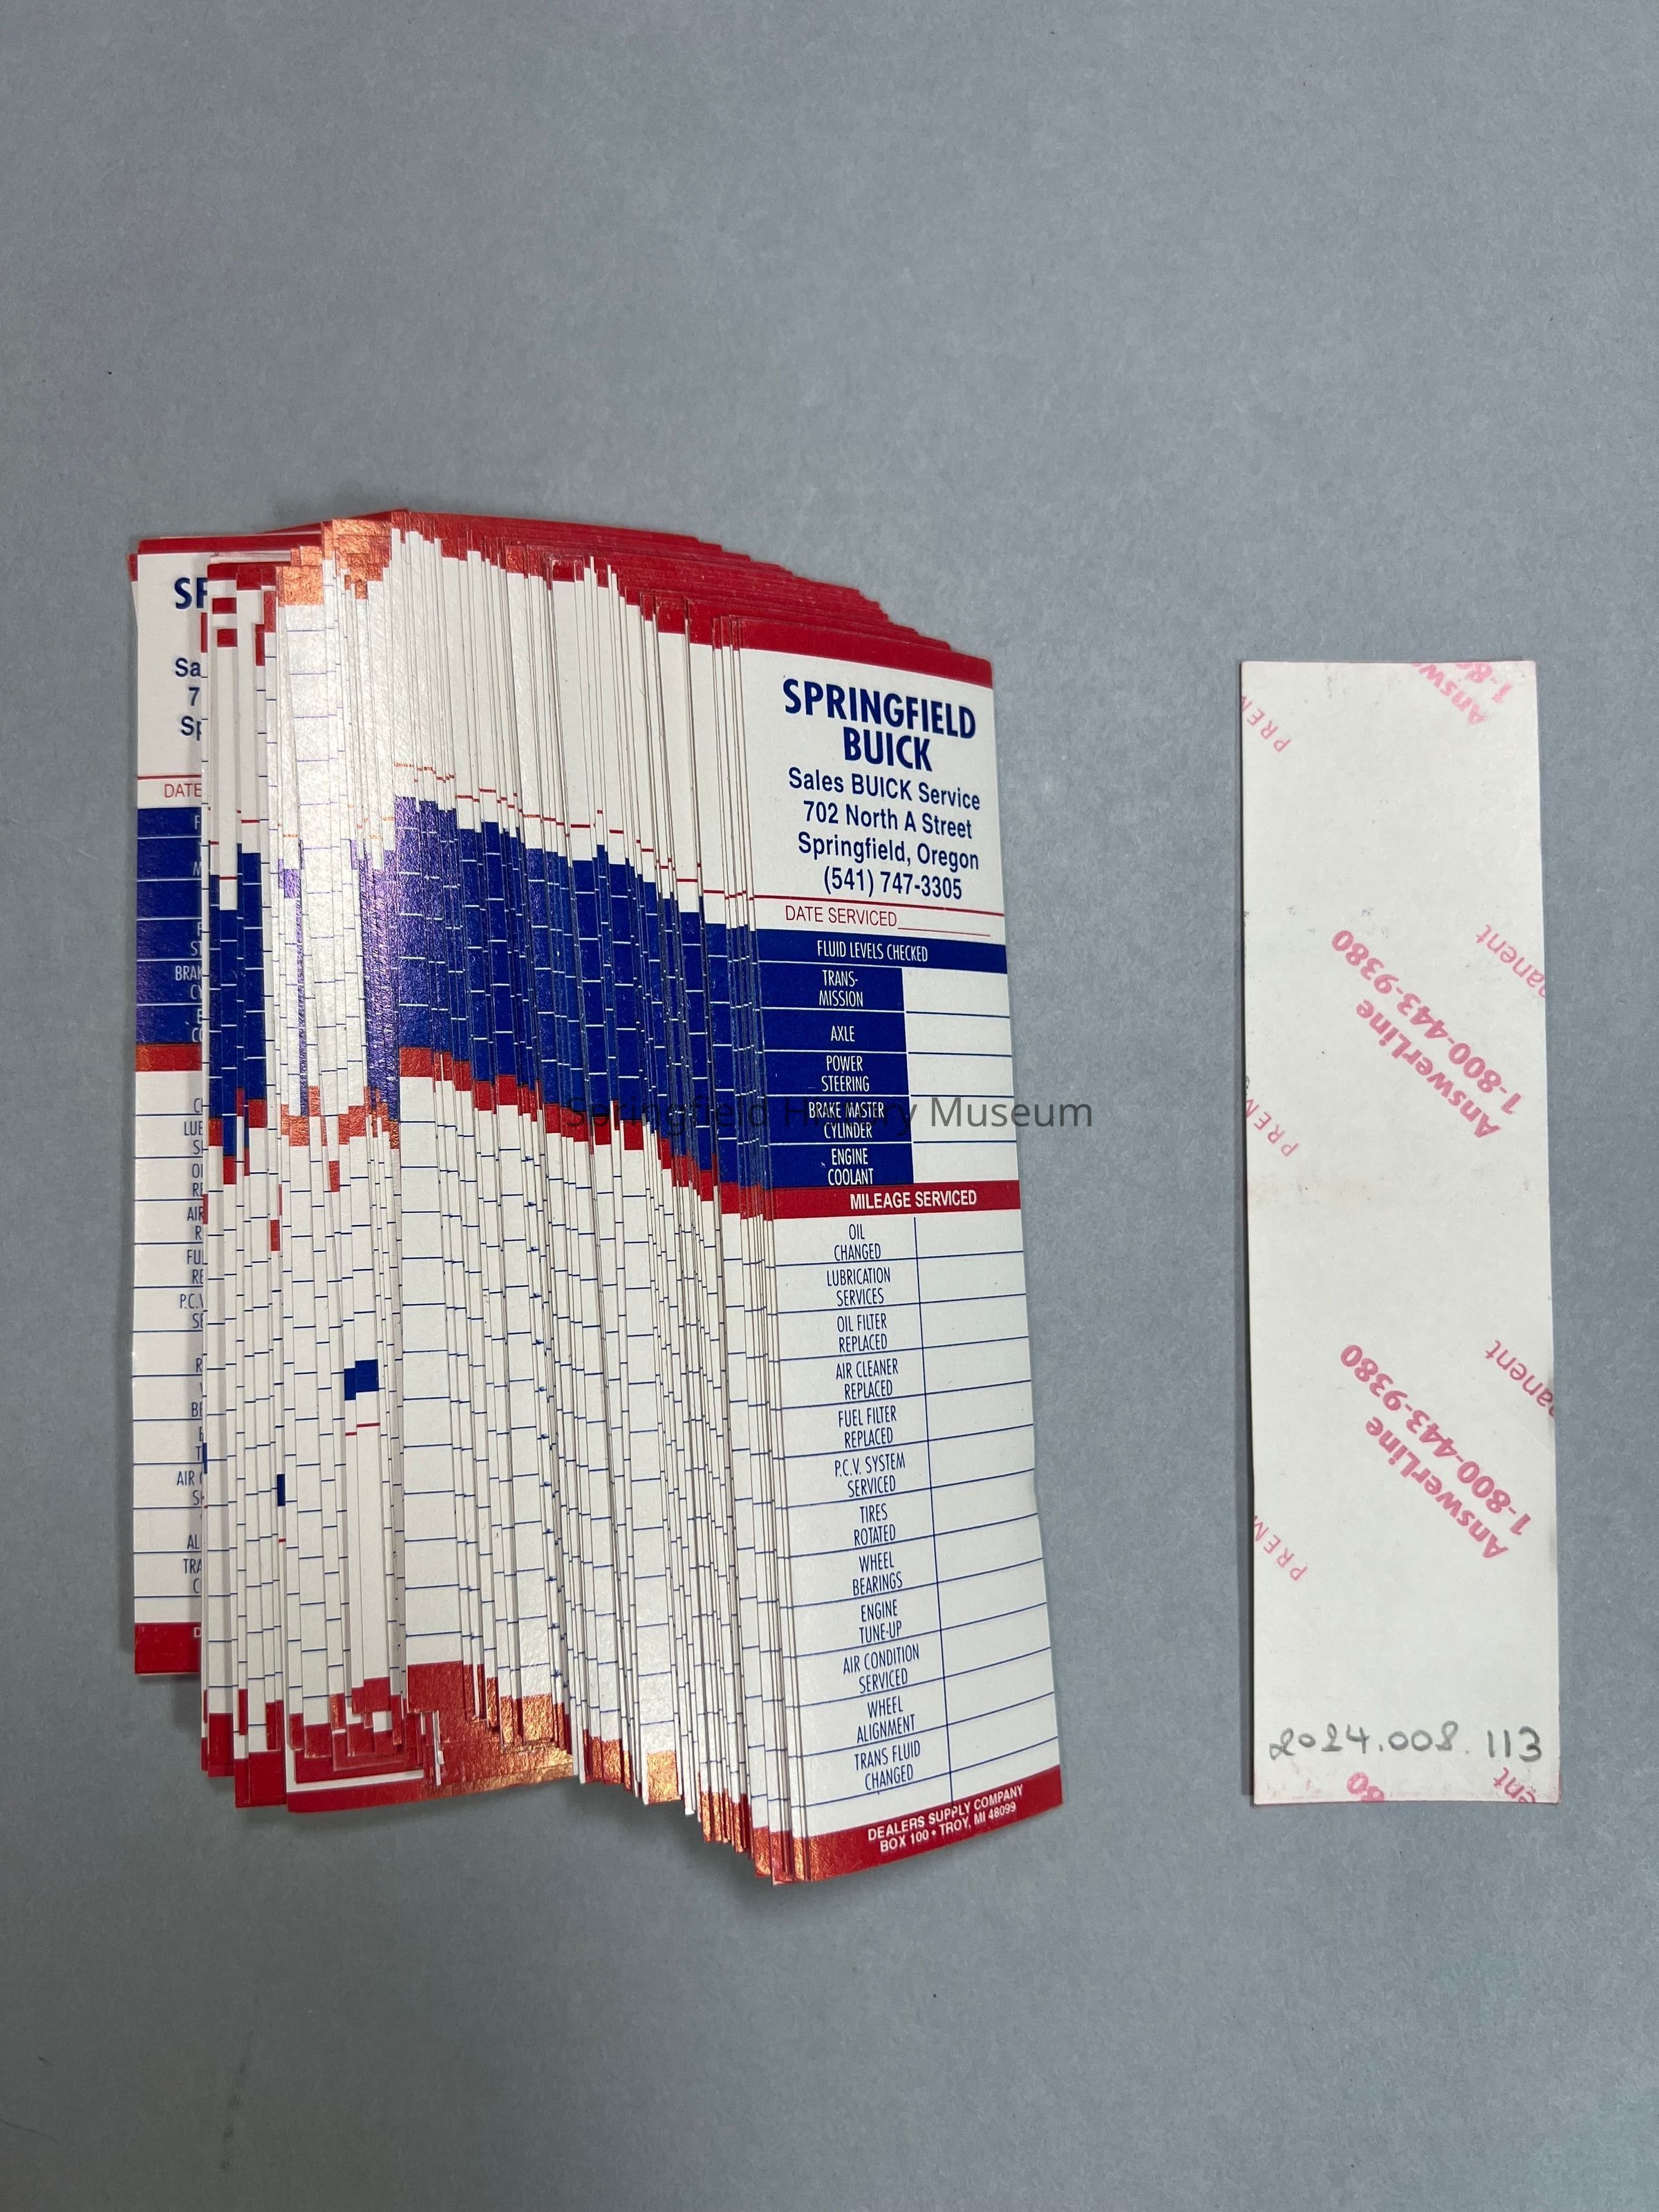 SPRINGFIELD
BUICK
Sales BUICK Service
702 North A Street
Springfield, Oregon
(541) 747-3305
DATE SERVICED
FLUID LEVELS CHECKED
TRANS-
MISSION
AXLE
POWER
STEERING
BRAKE MASTER
CYLINDER
ENGINE
COOLANT
MILEAGE SERVICED
OIL
CHANGED
LUBRICATION
SERVICES
OIL FILTER
REPLACED
AIR CLEANER
REPLACED
FUEL FILTER
REPLACED
P.C.V. SYSTEM
SERVICED
TIRES
ROTATED
WHEEL
BEARINGS
ENGINE
TUNE-UP
AIR CONDITION
SERVICED
WHEEL
ALIGNMENT
TRANS FLUID
CHANGED
DEALERS SUPPLY COMPANY
BOX 100 • TROY, MI 48099
Springfield History Museum
DATE
AnswerLine
1-800-443-9380
AnswerLine
1-800-443-9380
2024.008.113